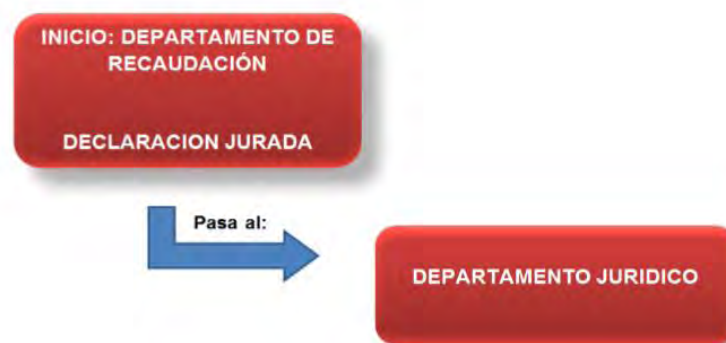 INICIO: DEPARTAMENTO DE
RECAUDACIÓN
DECLARACION JURADA
Pasa al:
DEPARTAMENTO JURIDICO